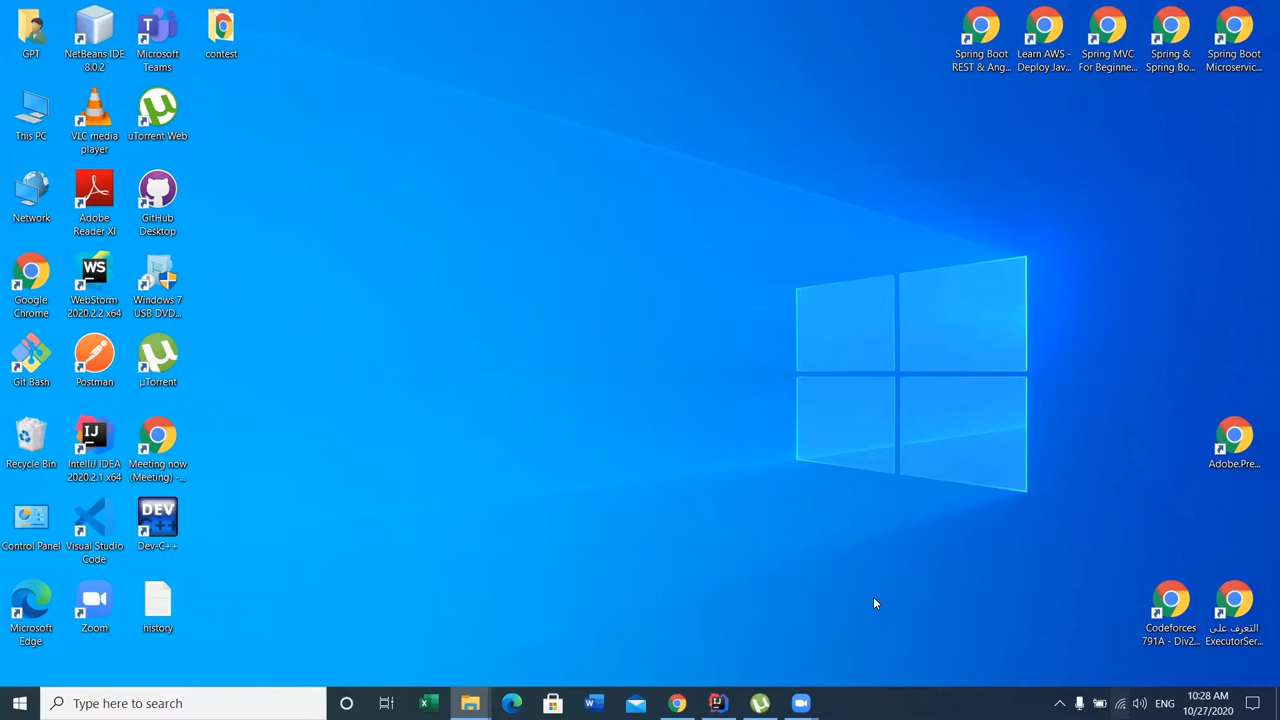 GPT
NetBeans IDE
8.0.2
Microsoft
Teams
contest
Spring Boot
REST & Ang...
Learn AWS -
Deploy Jav...
Spring MVC
For Beginne...
Spring &
Spring Bo...
Spring Boot
Microservic...
This PC
VLC media
player
uTorrent Web
Network
Adobe
Reader XI
GitHub
Desktop
WS
Google
Chrome
WebStorm
2020.2.2 x64
Windows 7
USB DVD...
Git Bash
Postman
µTorrent
IJ
Recycle Bin
IntelliJ IDEA
2020.2.1 x64
Meeting now
(Meeting) -...
Adobe.Pre...
DEV
C++
Control Panel
Visual Studio
Code
Dev-C++
Microsoft
Edge
Zoom
history
Codeforces
791A - Div2...
التعرف على
ExecutorSer...
Type here to search
10:28 AM
10/27/2020